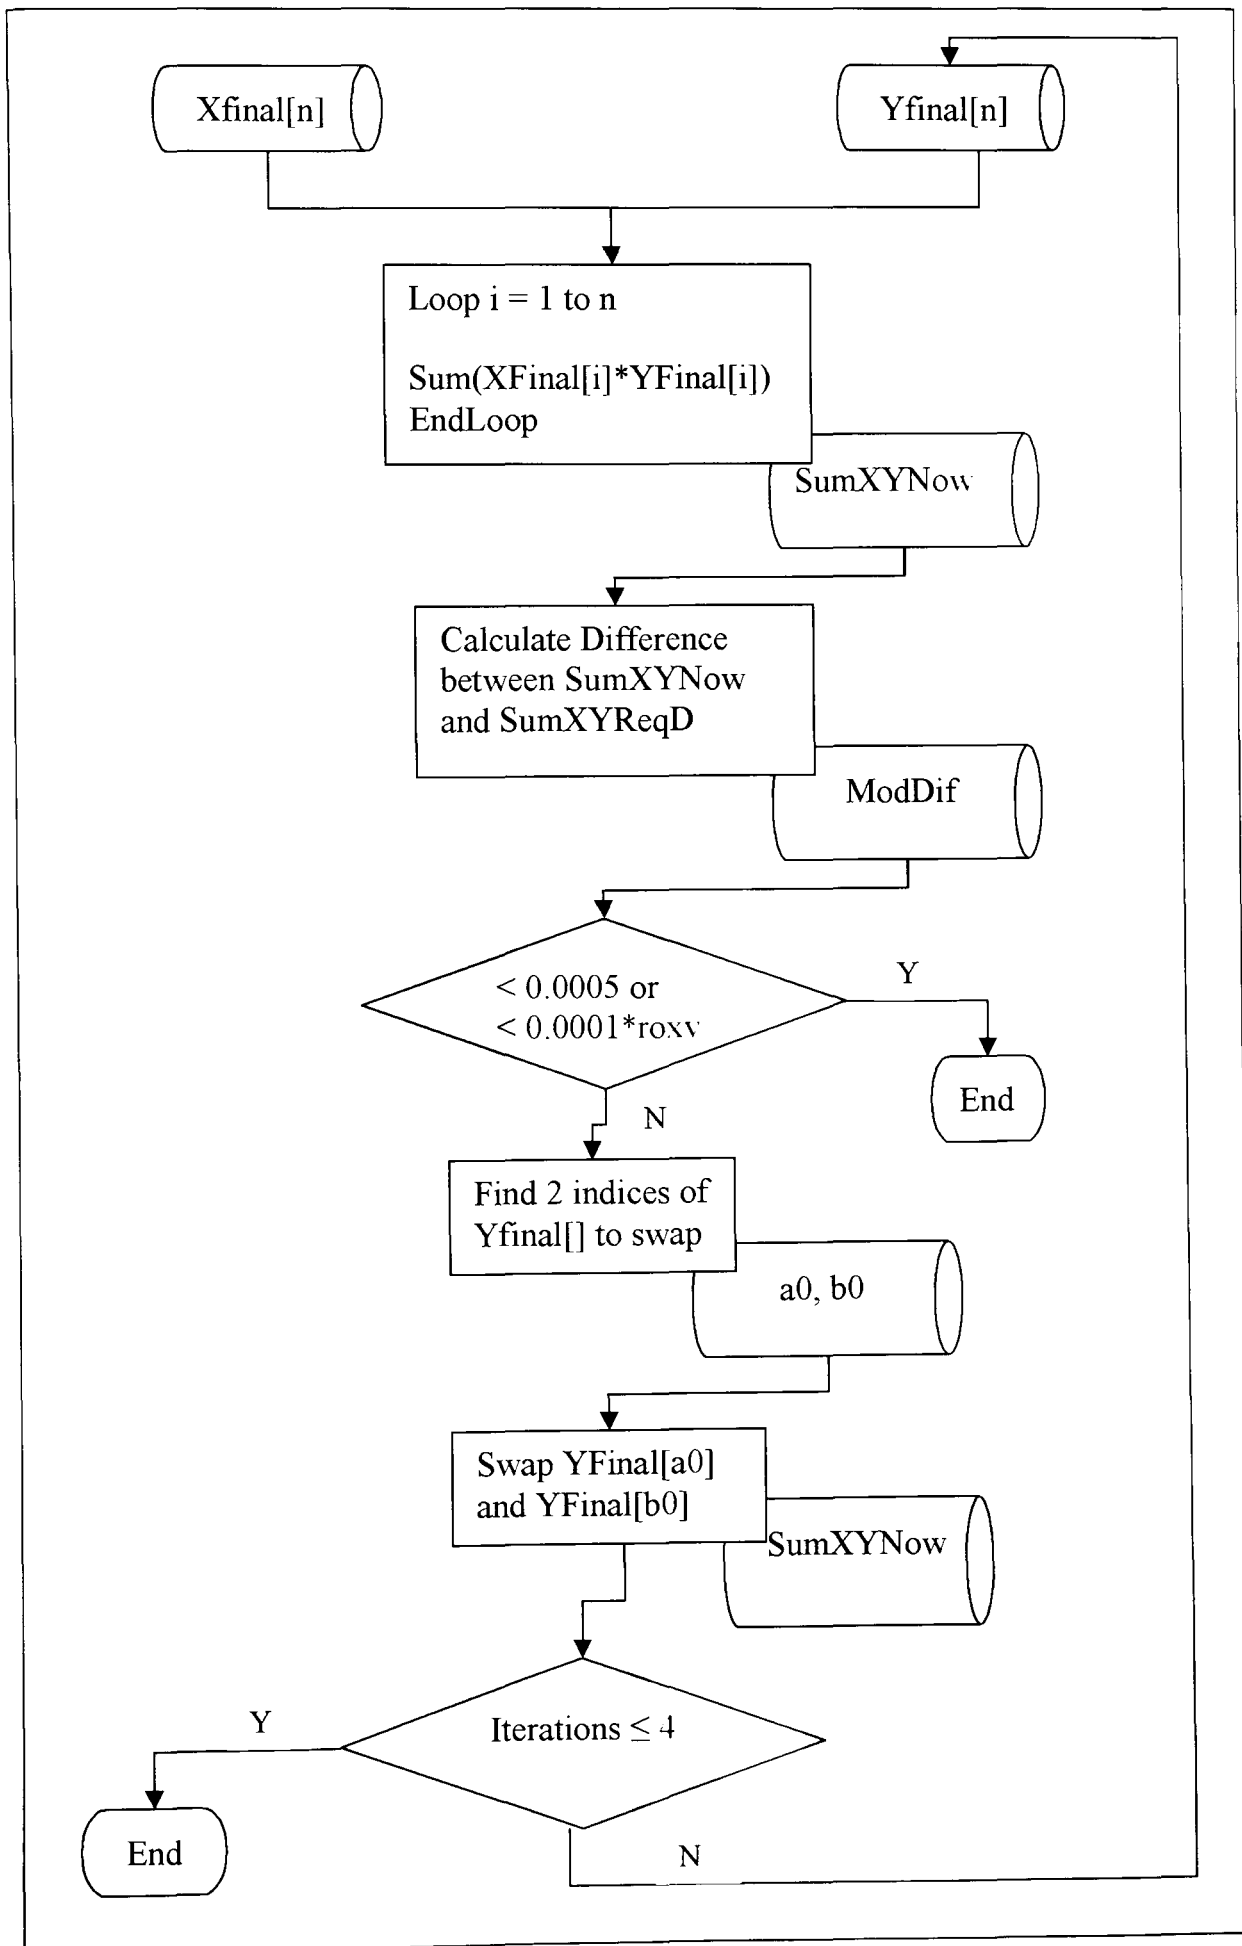 Xfinal[n]
Yfinal[n]
Loop i = 1 to n
Sum(XFinal[i]*YFinal[i])
EndLoop
SumXYNow
Calculate Difference
between SumXYNow
and SumXYReqD
ModDif
< 0.0005 or
< 0.0001*roxy
Y
End
N
Find 2 indices of
Yfinal[] to swap
a0, b0
Swap YFinal[a0]
and YFinal[b0]
SumXYNow
Iterations ≤ 4
Y
End
N